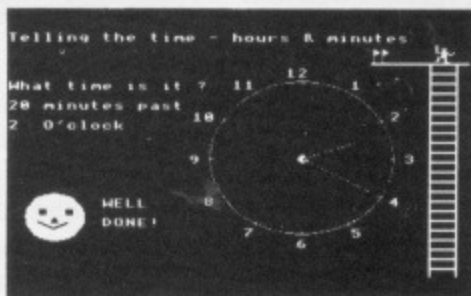 Telling the time - hours & minutes
What time is it ?
20 minutes past
2 O'clock
12
1
2
3
4
5
6
7
8
9
10
11
WELL
DONE!